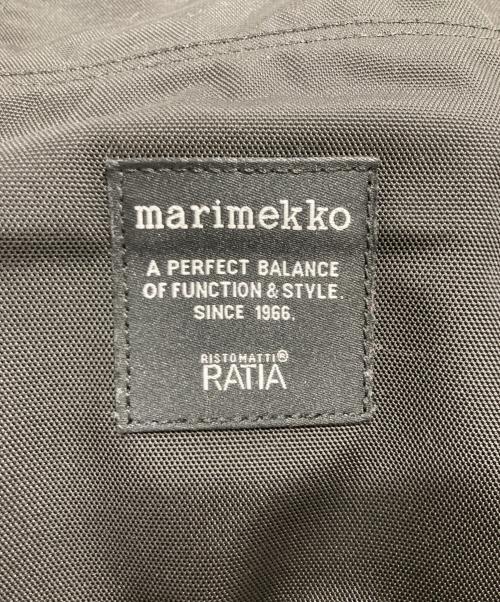 marimekko
A PERFECT BALANCE
OF FUNCTION & STYLE.
SINCE 1966.
RISTOMATTI®
RATIA